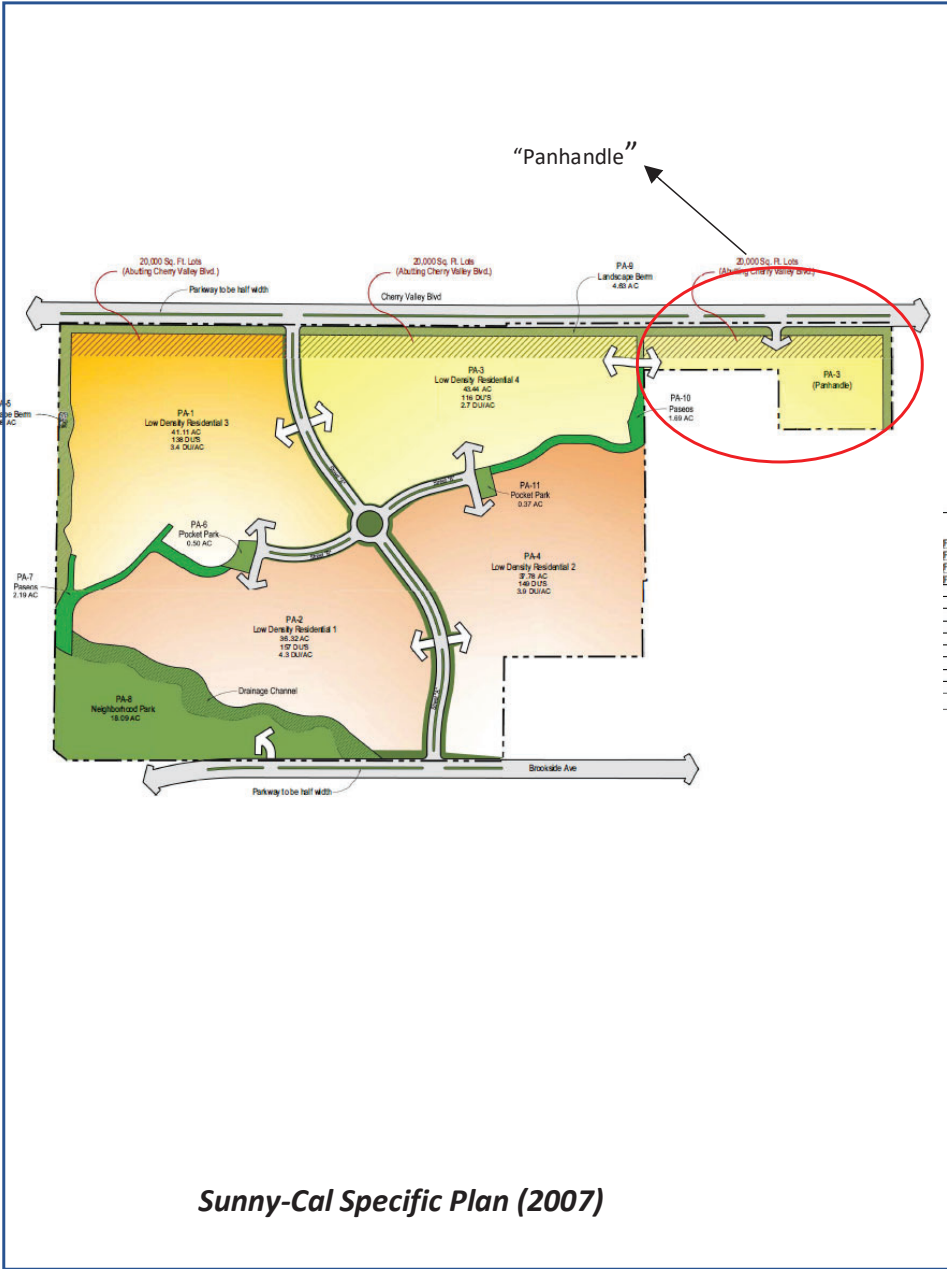 “Panhandle”
20,000 Sq. Ft. Lots
(Abutting Cherry Valley Blvd.)
20,000 Sq. Ft. Lots
(Abutting Cherry Valley Blvd.)
PA-9
Landscape Berm
4.63 AC
20,000 Sq. Ft. Lots
(Abutting Cherry Valley Blvd.)
Parkway to be half width
Cherry Valley Blvd
PA-3
Low Density Residential 4
43.44 AC
116 DU'S
2.7 DU/AC
PA-3
(Panhandle)
PA-1
Low Density Residential 3
41.11 AC
138 DU'S
3.4 DU/AC
PA-10
Paseos
1.69 AC
PA-11
Pocket Park
0.37 AC
PA-6
Pocket Park
0.50 AC
PA-4
Low Density Residential 2
37.78 AC
149 DU'S
3.9 DU/AC
PA-7
Paseos
2.19 AC
PA-2
Low Density Residential 1
36.32 AC
157 DU'S
4.3 DU/AC
Drainage Channel
PA-8
Neighborhood Park
18.09 AC
Brookside Ave
Parkway to be half width
Sunny-Cal Specific Plan (2007)